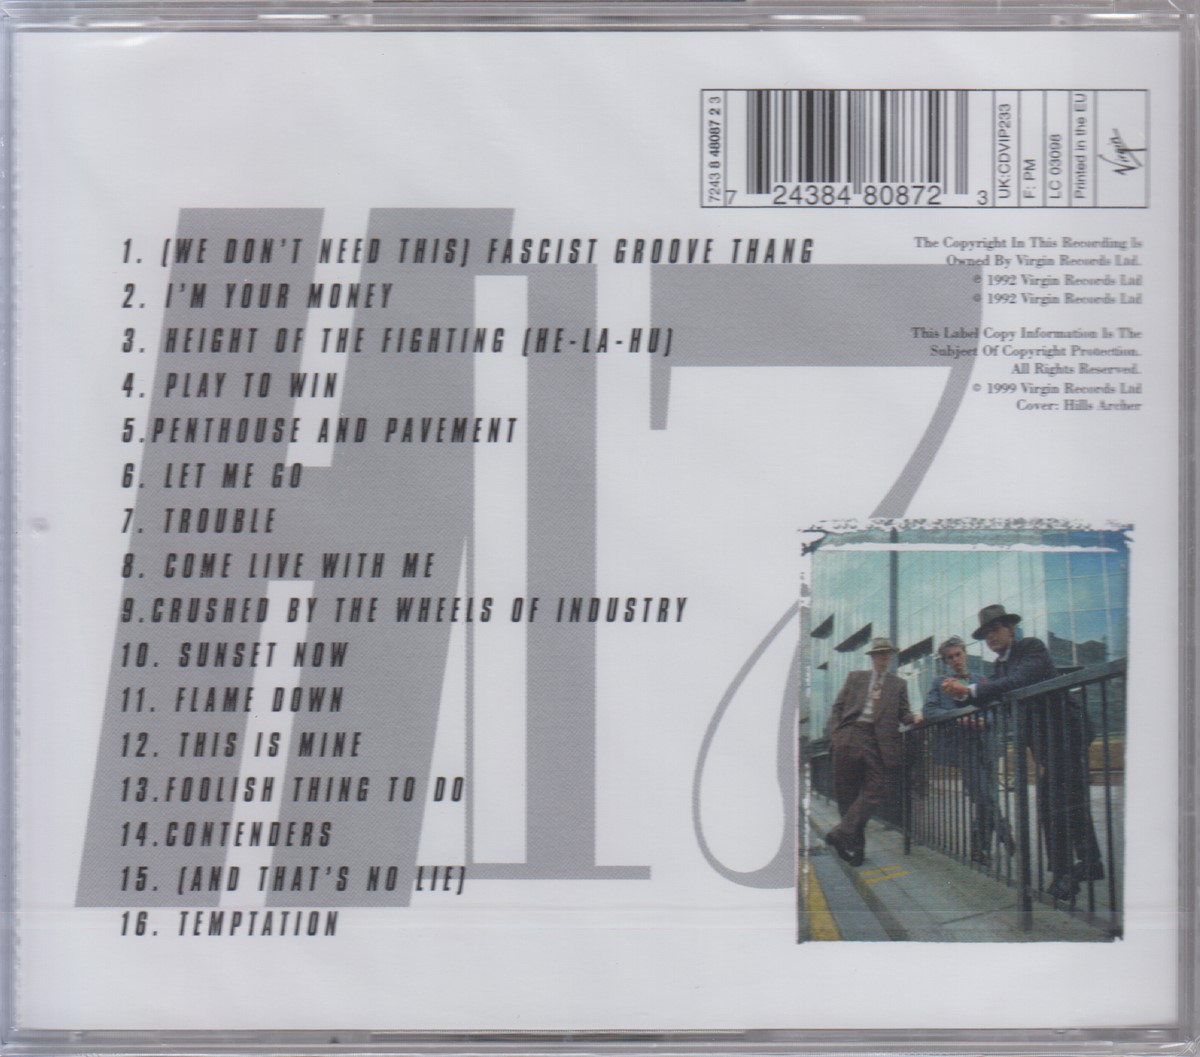 7243 8 48087 2 3
7 24384 80872 3
UK:CDVIP233
F: PM
LC 03098
Printed in the EU
Virgin
H17
1. (WE DON'T NEED THIS) FASCIST GROOVE THANG
2. I'M YOUR MONEY
3. HEIGHT OF THE FIGHTING (HE-LA-HU)
4. PLAY TO WIN
5.PENTHOUSE AND PAVEMENT
6. LET ME GO
7. TROUBLE
8. COME LIVE WITH ME
9.CRUSHED BY THE WHEELS OF INDUSTRY
10. SUNSET NOW
11. FLAME DOWN
12. THIS IS MINE
13.FOOLISH THING TO DO
14.CONTENDERS
15. (AND THAT'S NO LIE)
16. TEMPTATION
The Copyright In This Recording Is
Owned By Virgin Records Ltd.
℗ 1992 Virgin Records Ltd
© 1992 Virgin Records Ltd
This Label Copy Information Is The
Subject Of Copyright Protection.
All Rights Reserved.
© 1999 Virgin Records Ltd
Cover: Hills Archer